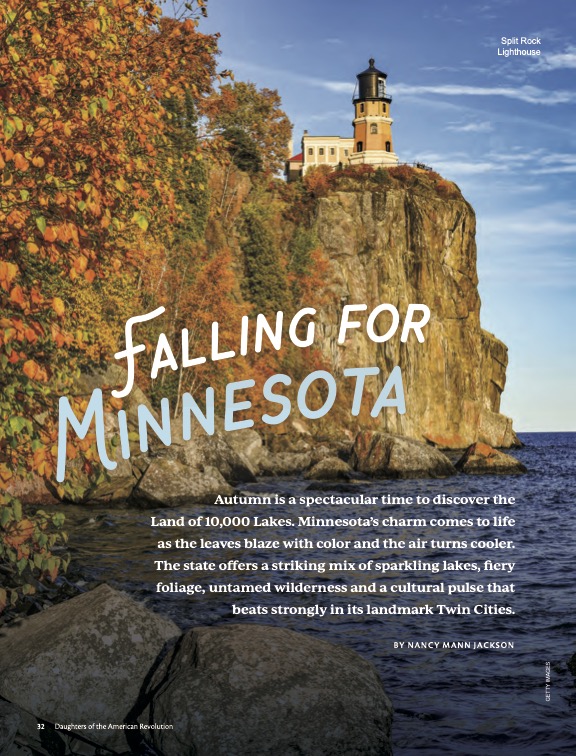 Split Rock
Lighthouse
FALLING FOR
MINNESOTA
Autumn is a spectacular time to discover the
Land of 10,000 Lakes. Minnesota’s charm comes to life
as the leaves blaze with color and the air turns cooler.
The state offers a striking mix of sparkling lakes, fiery
foliage, untamed wilderness and a cultural pulse that
beats strongly in its landmark Twin Cities.
BY NANCY MANN JACKSON
GETTY IMAGES
32 Daughters of the American Revolution